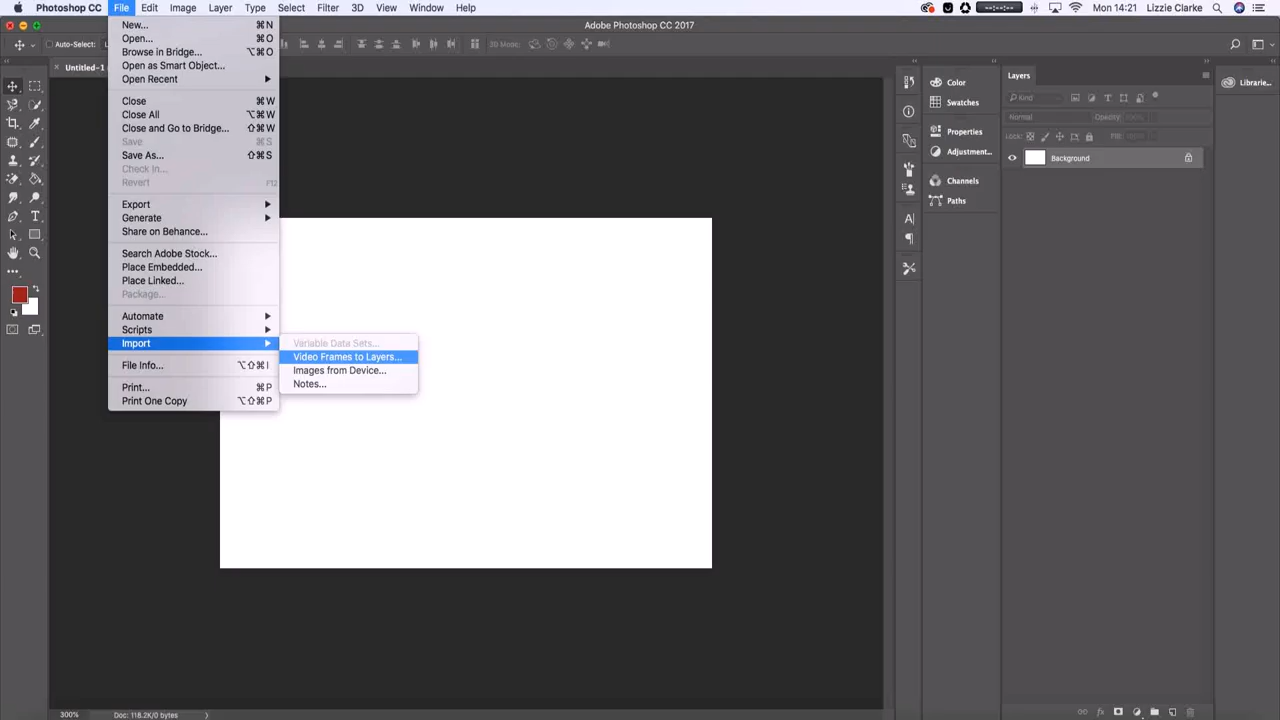 Photoshop CC File Edit Image Layer Type Select Filter 3D View Window Help Mon 14:21 Lizzie Clarke
Adobe Photoshop CC 2017
Auto-Select: 3D Mode:
Untitled-1
New... ⌘N
Open... ⌘O
Browse in Bridge... ⌥⌘O
Open as Smart Object...
Open Recent
Close ⌘W
Close All ⌥⌘W
Close and Go to Bridge... ⇧⌘W
Save ⌘S
Save As... ⇧⌘S
Check In...
Revert F12
Export
Generate
Share on Behance...
Search Adobe Stock...
Place Embedded...
Place Linked...
Package...
Automate
Scripts
Import
File Info... ⌥⇧⌘I
Print... ⌘P
Print One Copy ⌥⇧⌘P
Variable Data Sets...
Video Frames to Layers...
Images from Device...
Notes...
Color
Swatches
Properties
Adjustment...
Channels
Paths
Layers
Kind
Normal Opacity: 100%
Lock: Fill:
Background
Librarie...
300% Doc: 118.2K/0 bytes